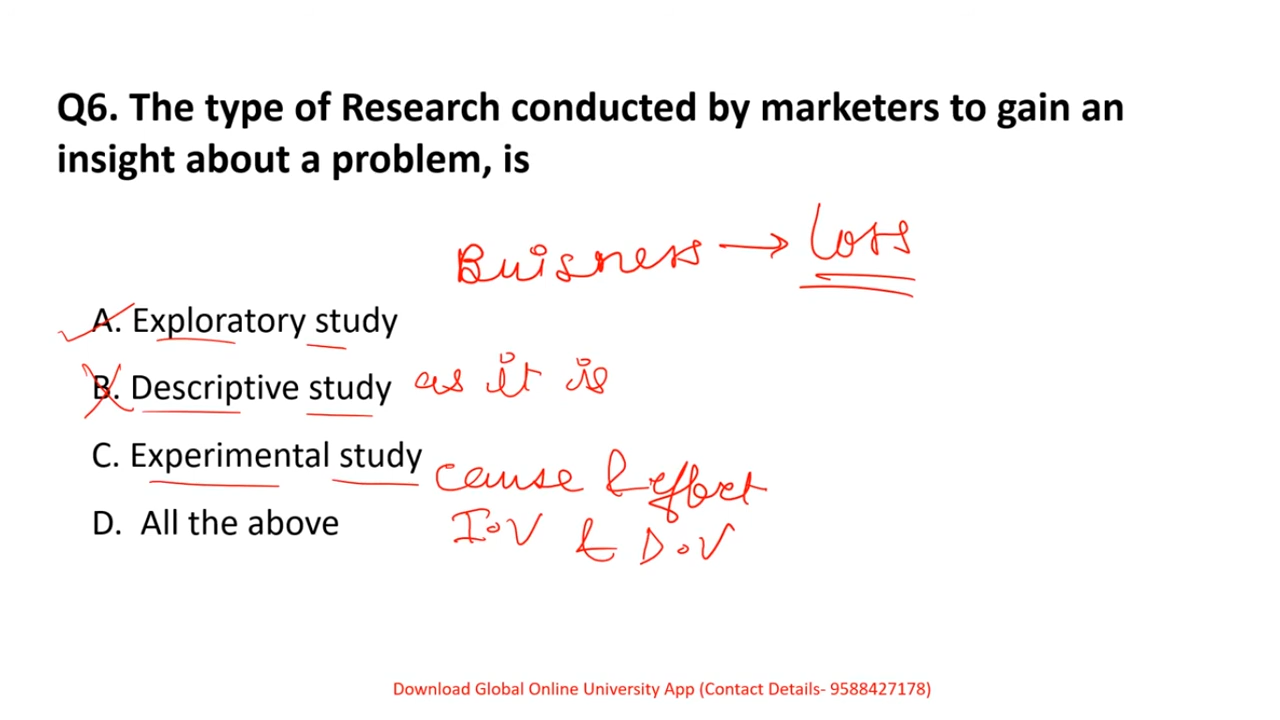 Q6. The type of Research conducted by marketers to gain an
insight about a problem, is
Buisness → Loss
A. Exploratory study
B. Descriptive study as it is
C. Experimental study cause & effect
D. All the above I.V & D.V
Download Global Online University App (Contact Details- 9588427178)